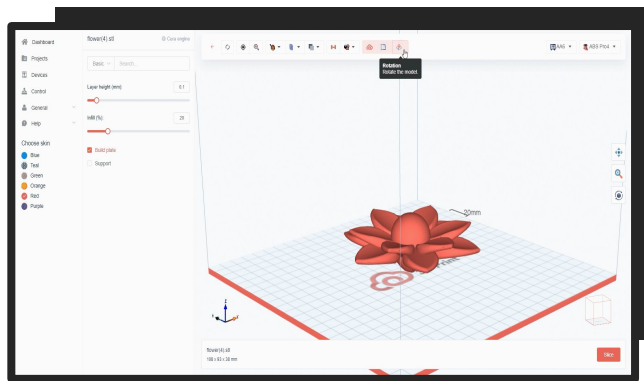 Dashboard
Projects
Devices
Control
General
Help
Choose skin
Blue
Teal
Green
Orange
Red
Purple
flower(4).stl
Cura engine
Basic
Search...
Layer height (mm)
0.1
Infill (%)
20
Build plate
Support
Rotation
Rotate the model.
ABS Pro4
20mm
flower(4).stl
Slice